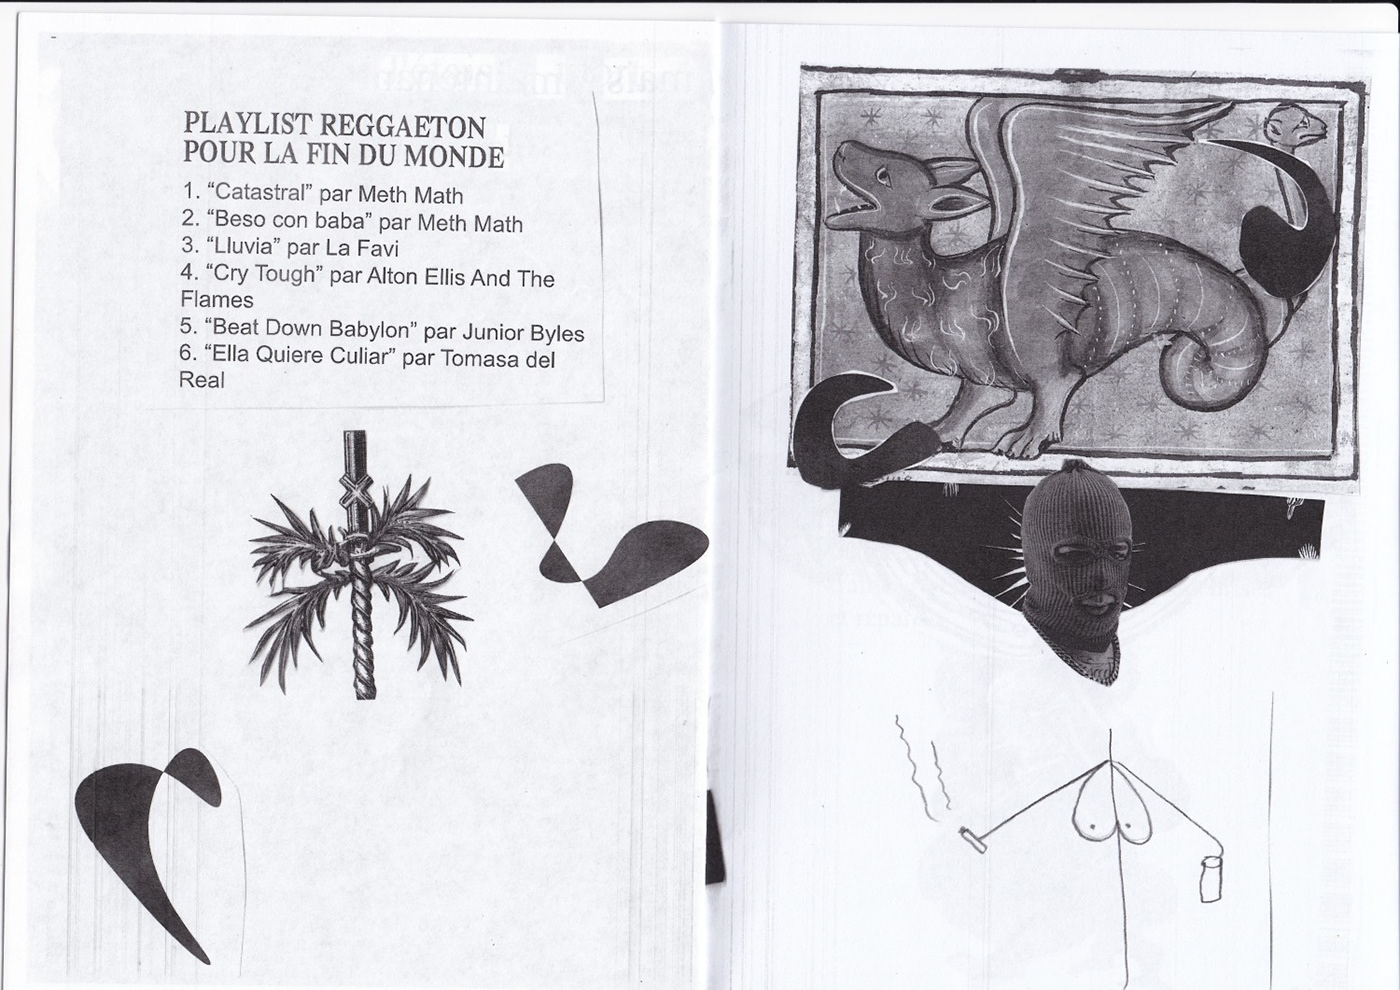 PLAYLIST REGGAETON
POUR LA FIN DU MONDE
1. “Catastral” par Meth Math
2. “Beso con baba” par Meth Math
3. “Lluvia” par La Favi
4. “Cry Tough” par Alton Ellis And The
Flames
5. “Beat Down Babylon” par Junior Byles
6. “Ella Quiere Culiar” par Tomasa del
Real